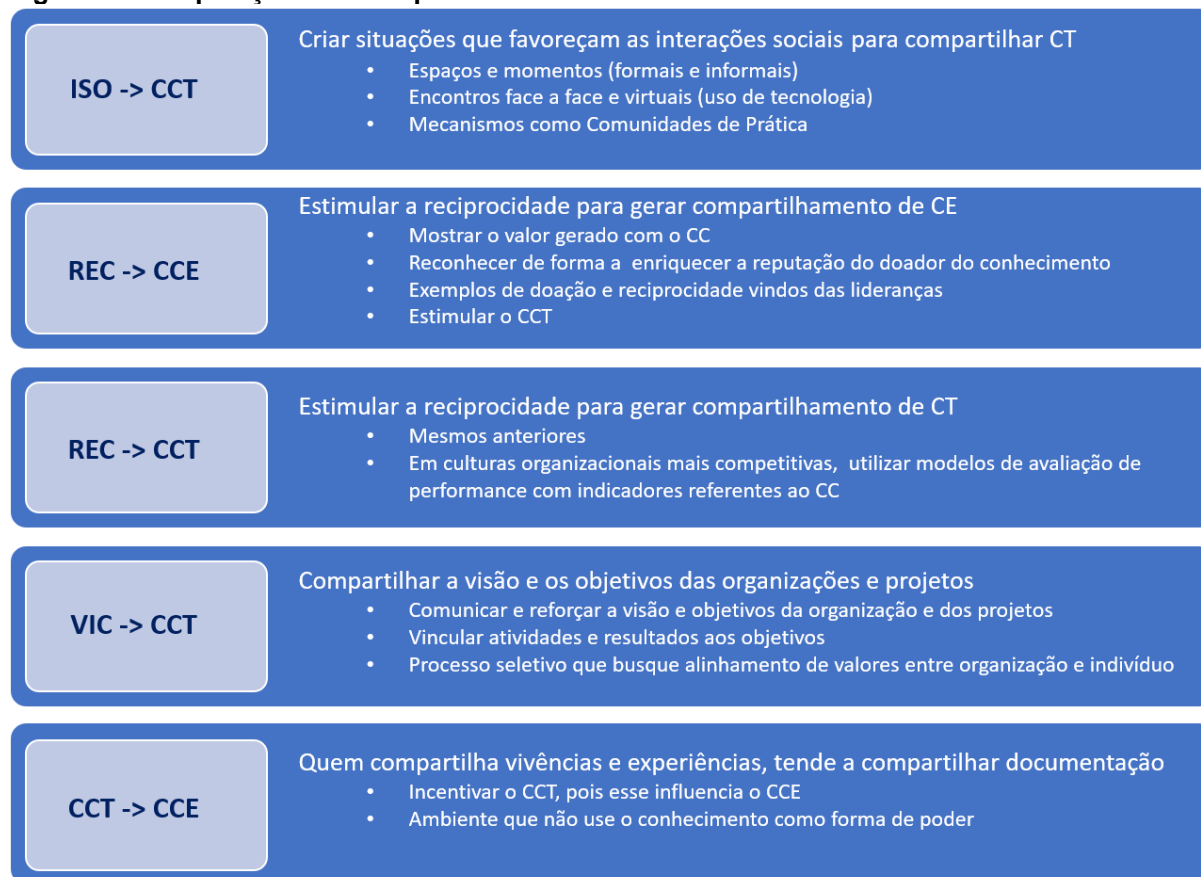 ISO -> CCT
Criar situações que favoreçam as interações sociais para compartilhar CT
• Espaços e momentos (formais e informais)
• Encontros face a face e virtuais (uso de tecnologia)
• Mecanismos como Comunidades de Prática
REC -> CCE
Estimular a reciprocidade para gerar compartilhamento de CE
• Mostrar o valor gerado com o CC
• Reconhecer de forma a enriquecer a reputação do doador do conhecimento
• Exemplos de doação e reciprocidade vindos das lideranças
• Estimular o CCT
REC -> CCT
Estimular a reciprocidade para gerar compartilhamento de CT
• Mesmos anteriores
• Em culturas organizacionais mais competitivas, utilizar modelos de avaliação de
performance com indicadores referentes ao CC
VIC -> CCT
Compartilhar a visão e os objetivos das organizações e projetos
• Comunicar e reforçar a visão e objetivos da organização e dos projetos
• Vincular atividades e resultados aos objetivos
• Processo seletivo que busque alinhamento de valores entre organização e indivíduo
CCT -> CCE
Quem compartilha vivências e experiências, tende a compartilhar documentação
• Incentivar o CCT, pois esse influencia o CCE
• Ambiente que não use o conhecimento como forma de poder